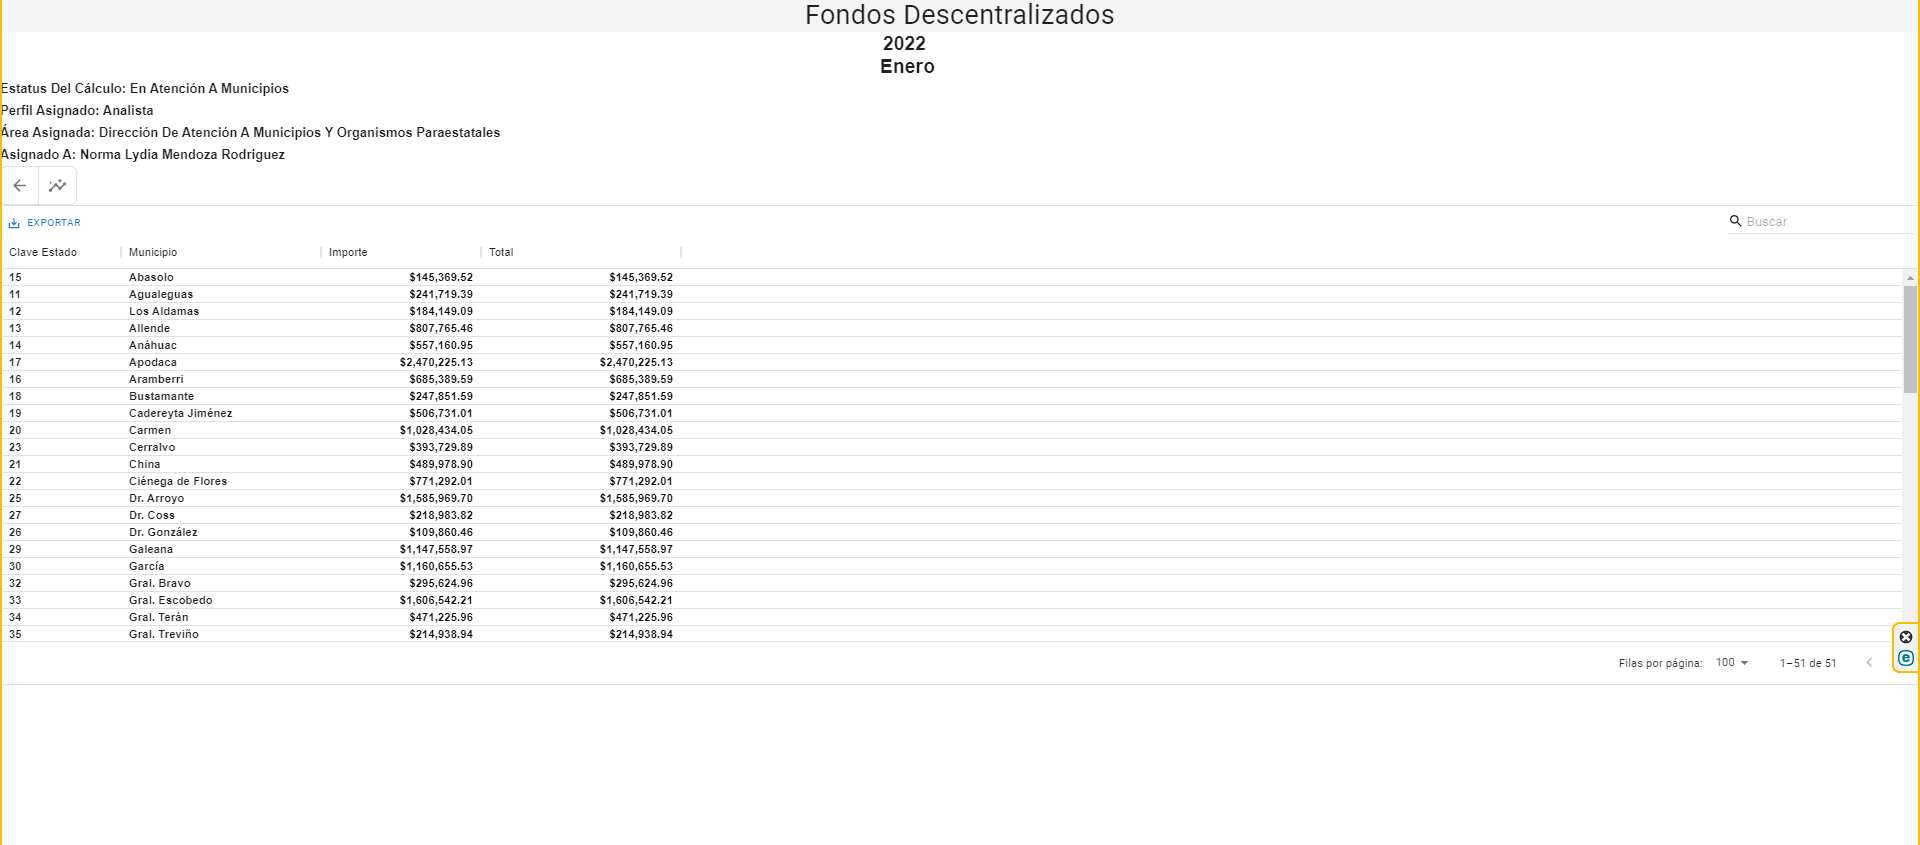 Fondos Descentralizados
2022
Enero
Estatus Del Cálculo: En Atención A Municipios
Perfil Asignado: Analista
Área Asignada: Dirección De Atención A Municipios Y Organismos Paraestatales
Asignado A: Norma Lydia Mendoza Rodriguez
EXPORTAR
Buscar
Clave Estado Municipio Importe Total
15 Abasolo $145,369.52 $145,369.52
11 Agualeguas $241,719.39 $241,719.39
12 Los Aldamas $184,149.09 $184,149.09
13 Allende $807,765.46 $807,765.46
14 Anáhuac $557,160.95 $557,160.95
17 Apodaca $2,470,225.13 $2,470,225.13
16 Aramberri $685,389.59 $685,389.59
18 Bustamante $247,851.59 $247,851.59
19 Cadereyta Jiménez $506,731.01 $506,731.01
20 Carmen $1,028,434.05 $1,028,434.05
23 Cerralvo $393,729.89 $393,729.89
21 China $489,978.90 $489,978.90
22 Ciénega de Flores $771,292.01 $771,292.01
25 Dr. Arroyo $1,585,969.70 $1,585,969.70
27 Dr. Coss $218,983.82 $218,983.82
26 Dr. González $109,860.46 $109,860.46
29 Galeana $1,147,558.97 $1,147,558.97
30 García $1,160,655.53 $1,160,655.53
32 Gral. Bravo $295,624.96 $295,624.96
33 Gral. Escobedo $1,606,542.21 $1,606,542.21
34 Gral. Terán $471,225.96 $471,225.96
35 Gral. Treviño $214,938.94 $214,938.94
Filas por página: 100 1–51 de 51